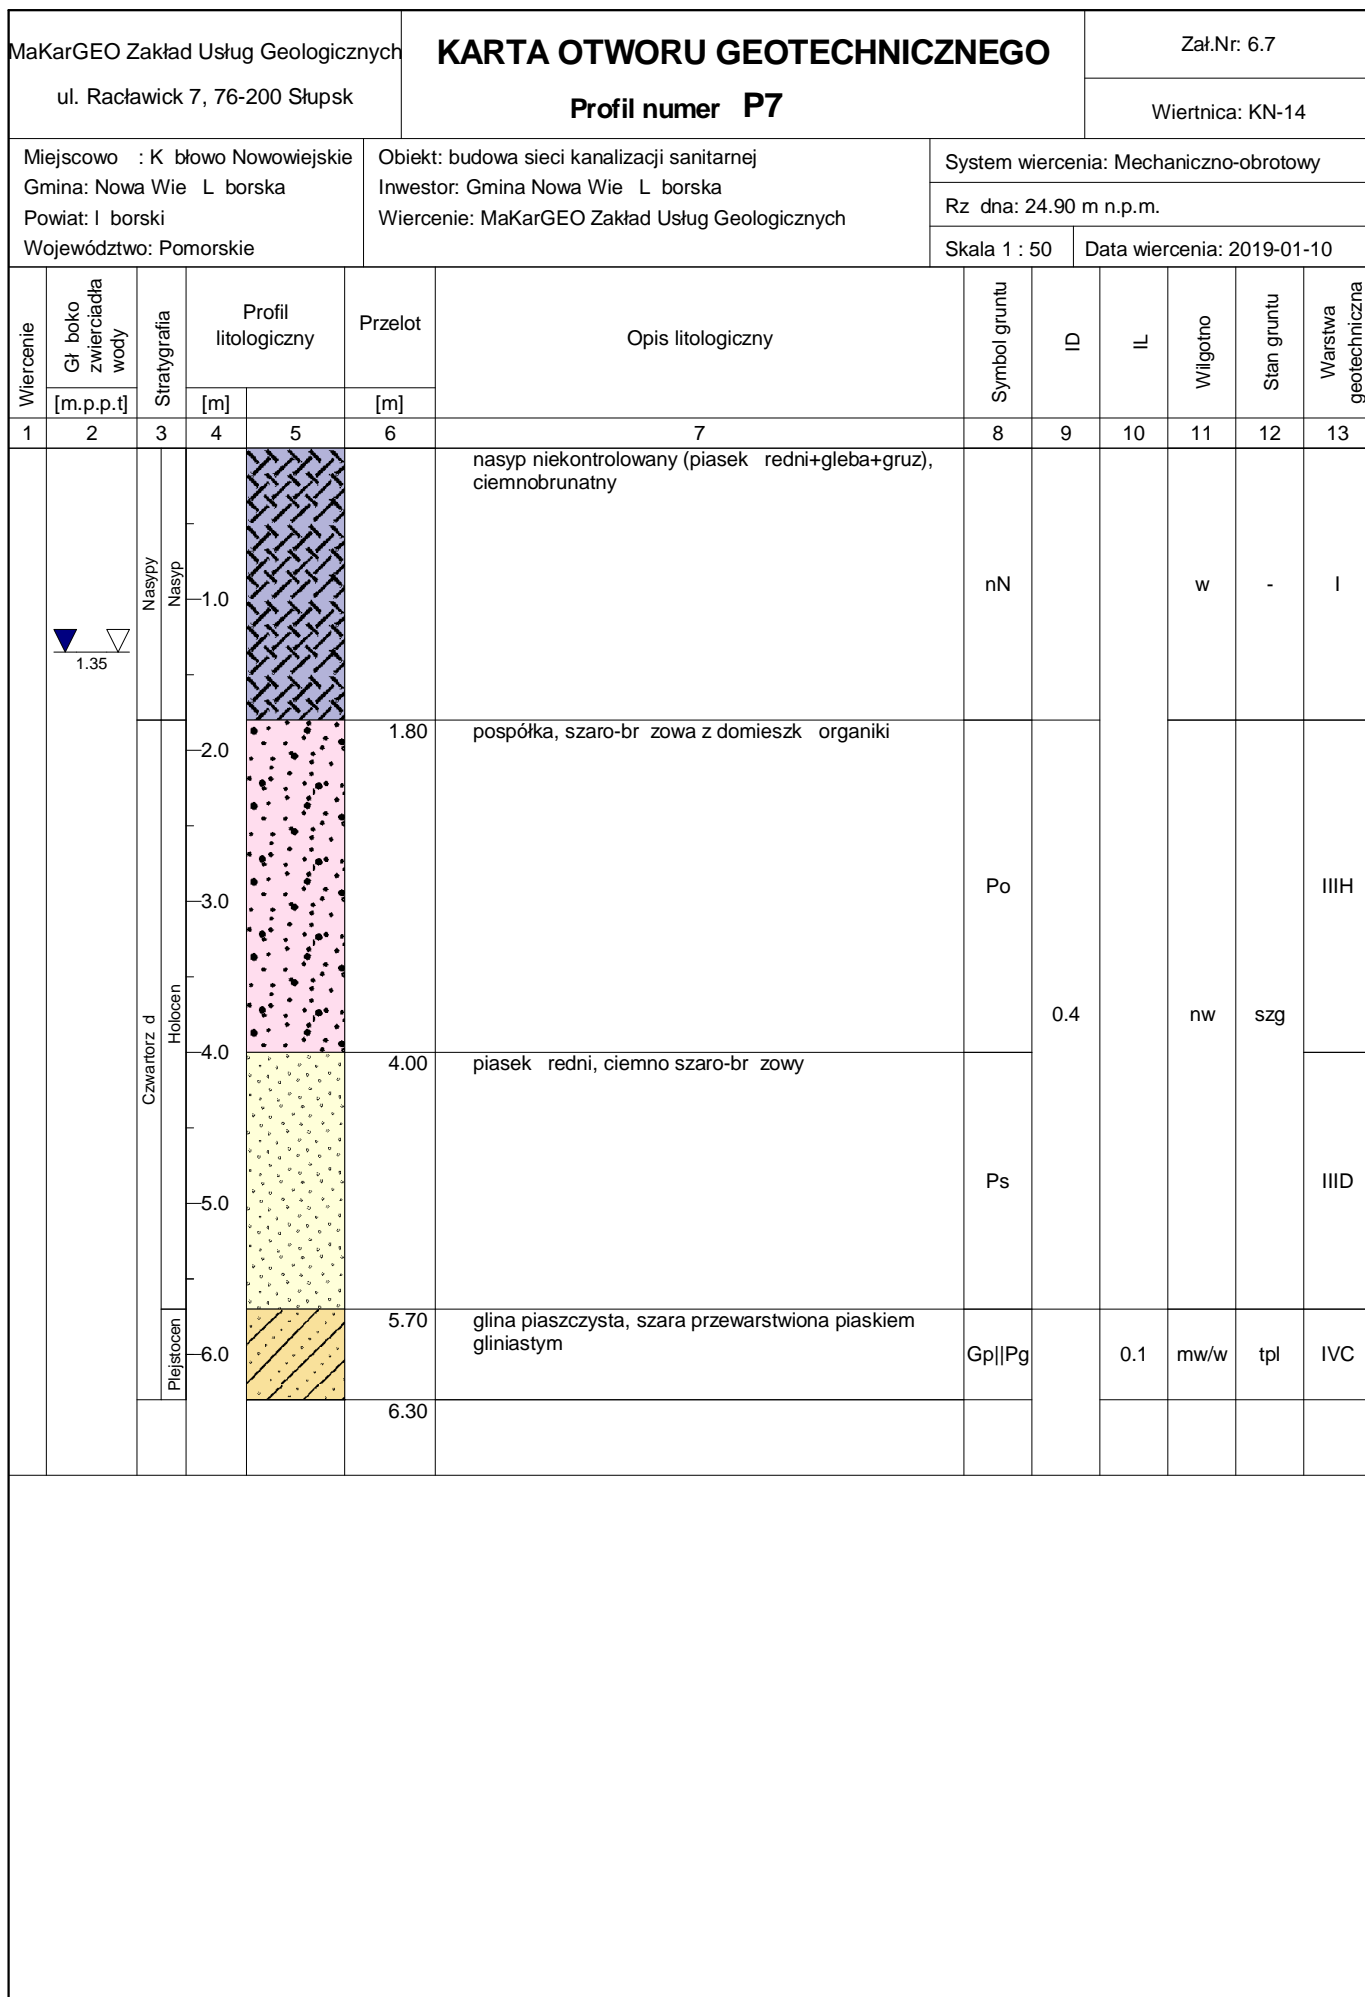 MaKarGEO Zakład Usług Geologicznych
ul. Racławick 7, 76-200 Słupsk
KARTA OTWORU GEOTECHNICZNEGO
Profil numer P7
Zał.Nr: 6.7
Wiertnica: KN-14
Miejscowo : K błowo Nowowiejskie
Gmina: Nowa Wie L borska
Powiat: l borski
Województwo: Pomorskie
Obiekt: budowa sieci kanalizacji sanitarnej
Inwestor: Gmina Nowa Wie L borska
Wiercenie: MaKarGEO Zakład Usług Geologicznych
System wiercenia: Mechaniczno-obrotowy
Rz dna: 24.90 m n.p.m.
Skala 1 : 50
Data wiercenia: 2019-01-10
Wiercenie
Gł boko
zwierciadła
wody
[m.p.p.t]
Stratygrafia
Profil
litologiczny
[m]
Przelot
[m]
Opis litologiczny
Symbol gruntu
ID
IL
Wilgotno
Stan gruntu
Warstwa
geotechniczna
1 2 3 4 5 6 7 8 9 10 11 12 13
nasyp niekontrolowany (piasek redni+gleba+gruz),
ciemnobrunatny
Nasypy
Nasyp
1.0
nN
w
-
I
1.35
1.80
pospółka, szaro-br zowa z domieszk organiki
2.0
3.0
Po
IIIH
Czwartorz d
Holocen
0.4
nw
szg
4.0
4.00
piasek redni, ciemno szaro-br zowy
5.0
Ps
IIID
5.70
glina piaszczysta, szara przewarstwiona piaskiem
gliniastym
Plejstocen
6.0
Gp||Pg
0.1
mw/w
tpl
IVC
6.30